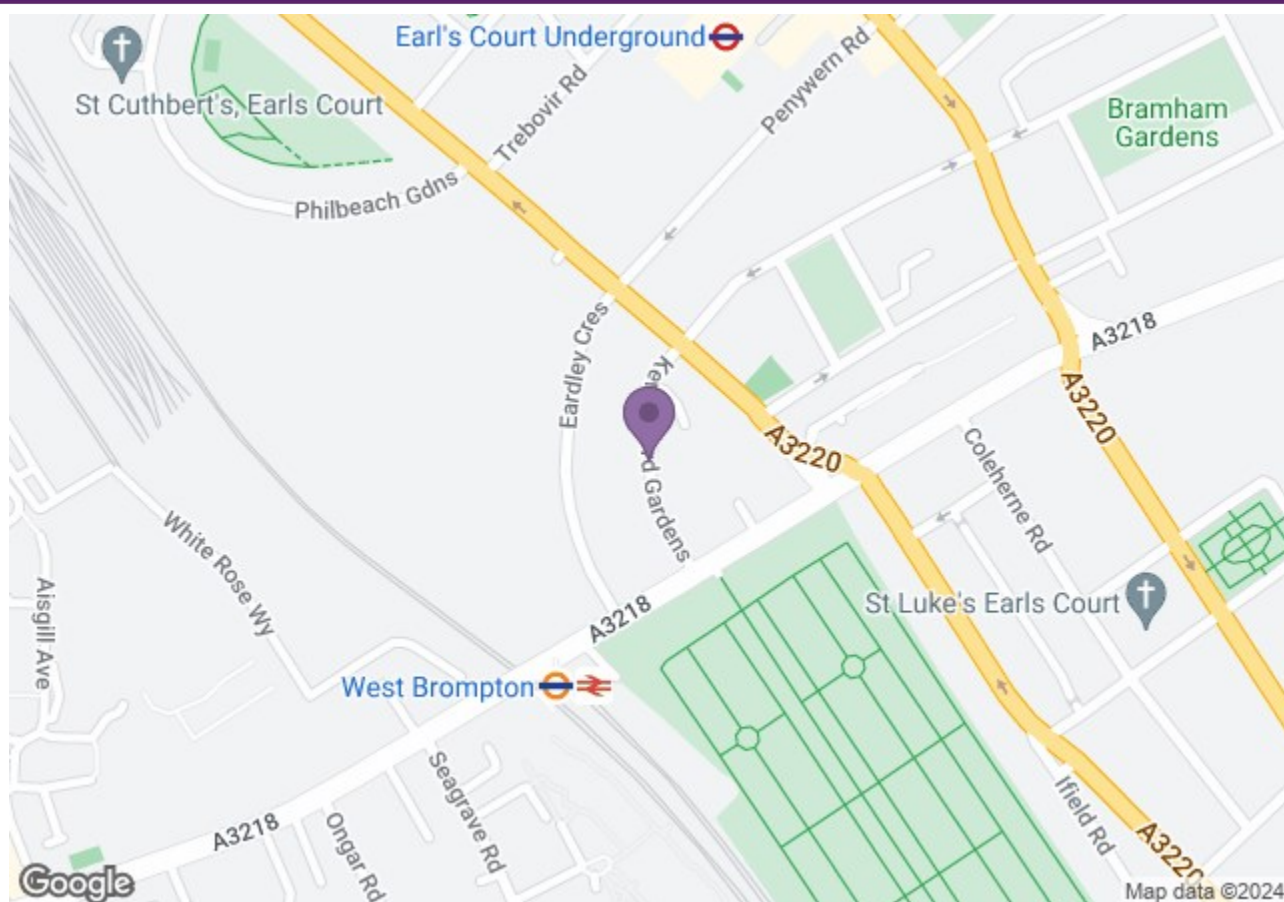 Earl's Court Underground
St Cuthbert's, Earls Court
Trebovir Rd
Penywern Rd
Bramham
Gardens
Philbeach Gdns
Eardley Cres
A3218
A3220
A3220
Coleherne Rd
d Gardens
White Rose Wy
Aisgill Ave
A3218
St Luke's Earls Court
West Brompton
Seagrave Rd
Ongar Rd
A3218
Ifield Rd
A3220
Google
Map data ©2024